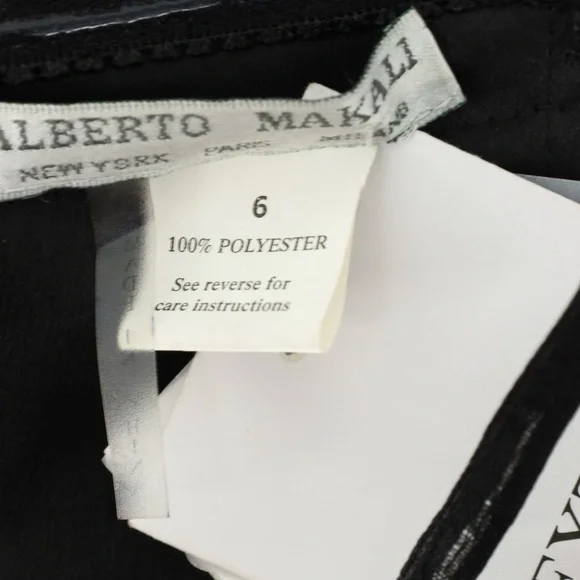 ALBERTO MAKALI
NEW YORK PARIS MILANO
6
100% POLYESTER
See reverse for
care instructions